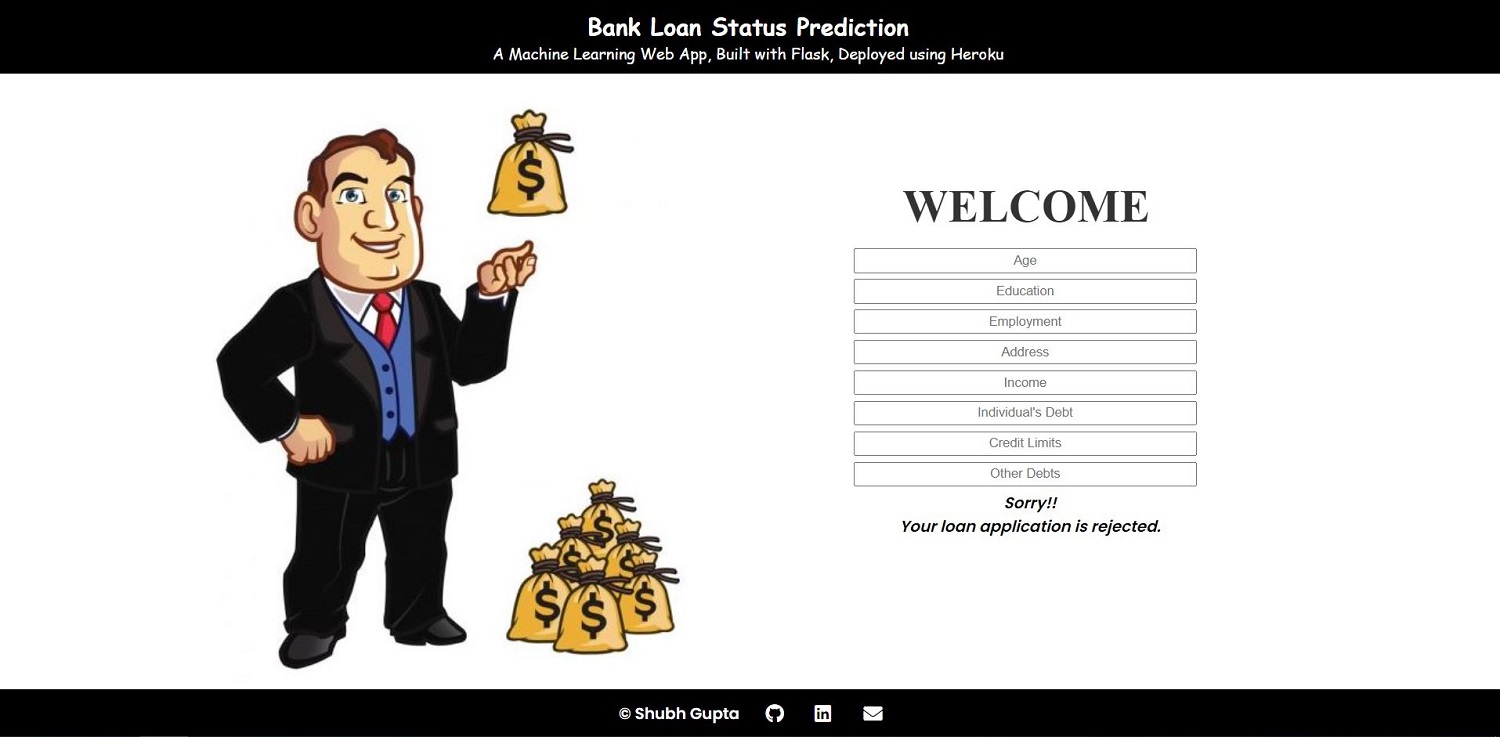 Bank Loan Status Prediction
A Machine Learning Web App, Built with Flask, Deployed using Heroku
$
WELCOME
Age
Education
Employment
Address
Income
Individual's Debt
Credit Limits
Other Debts
Sorry!!
Your loan application is rejected.
$
$ $
$ $ $
© Shubh Gupta
in